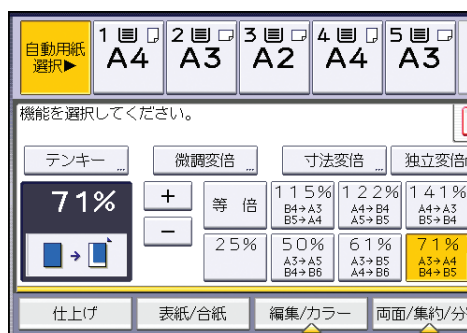 自動用紙
選択▶
1
A4
2
A3
3
A2
4
A4
5
A3
機能を選択してください。
テンキー
微調変倍
寸法変倍
独立変倍
71%
+
−
等 倍
115%
B4→A3
B5→A4
122%
A4→B4
A5→B5
141%
A4→A3
B5→B4
25%
50%
A3→A5
B4→B6
61%
A3→B5
A4→B6
71%
A3→A4
B4→B5
仕上げ
表紙/合紙
編集/カラー
両面/集約/分